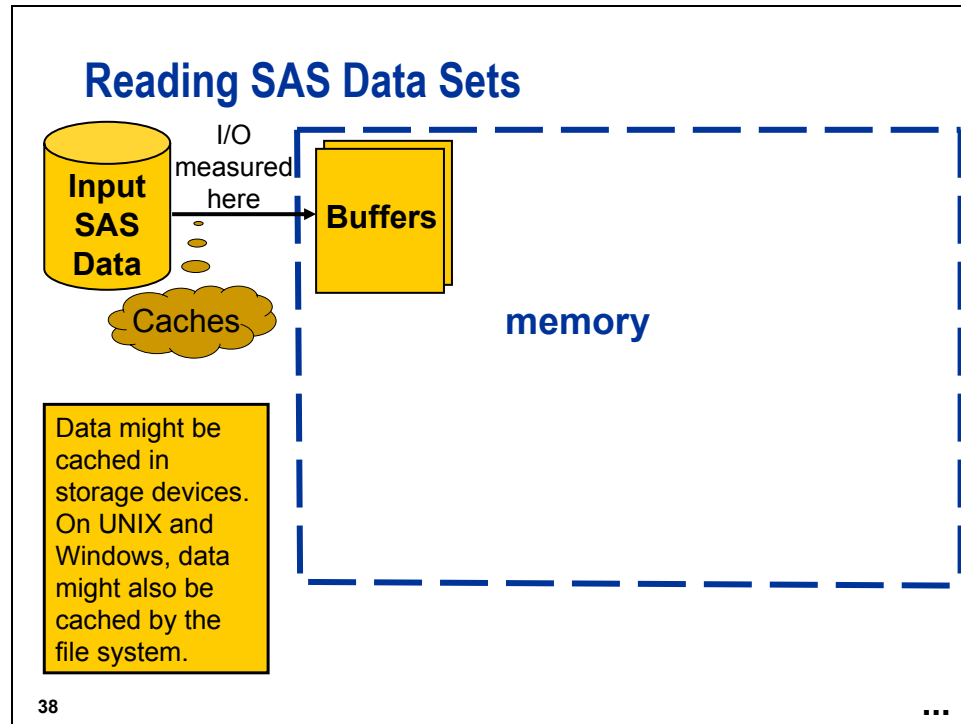 Reading SAS Data Sets
I/O
measured
here
Input
SAS
Data
Buffers
Caches
memory
Data might be
cached in
storage devices.
On UNIX and
Windows, data
might also be
cached by the
file system.
38
...